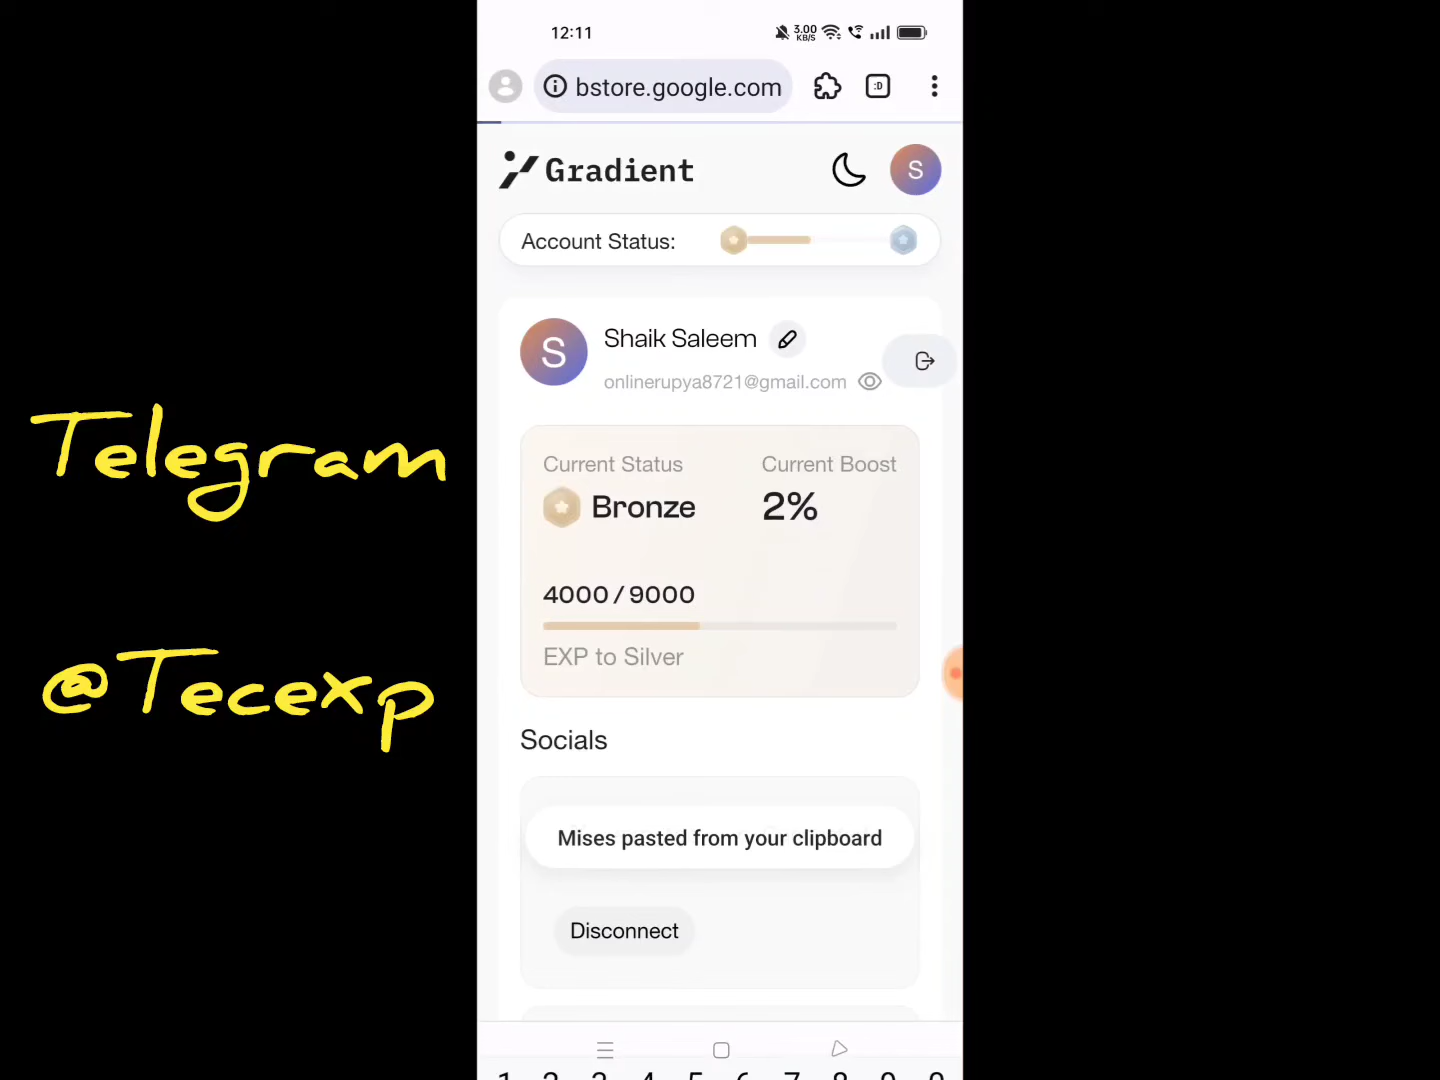 12:11
3.00
KB/S
bstore.google.com
:D
Gradient
S
Account Status:
S
Shaik Saleem
onlinerupya8721@gmail.com
Current Status
Current Boost
Bronze
2%
4000/9000
EXP to Silver
Socials
Mises pasted from your clipboard
Disconnect
Telegram
@Tecexp